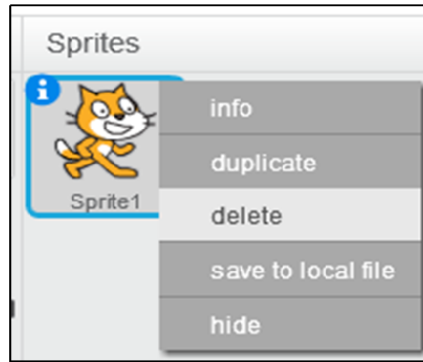 Sprites
i
Sprite1
info
duplicate
delete
save to local file
hide